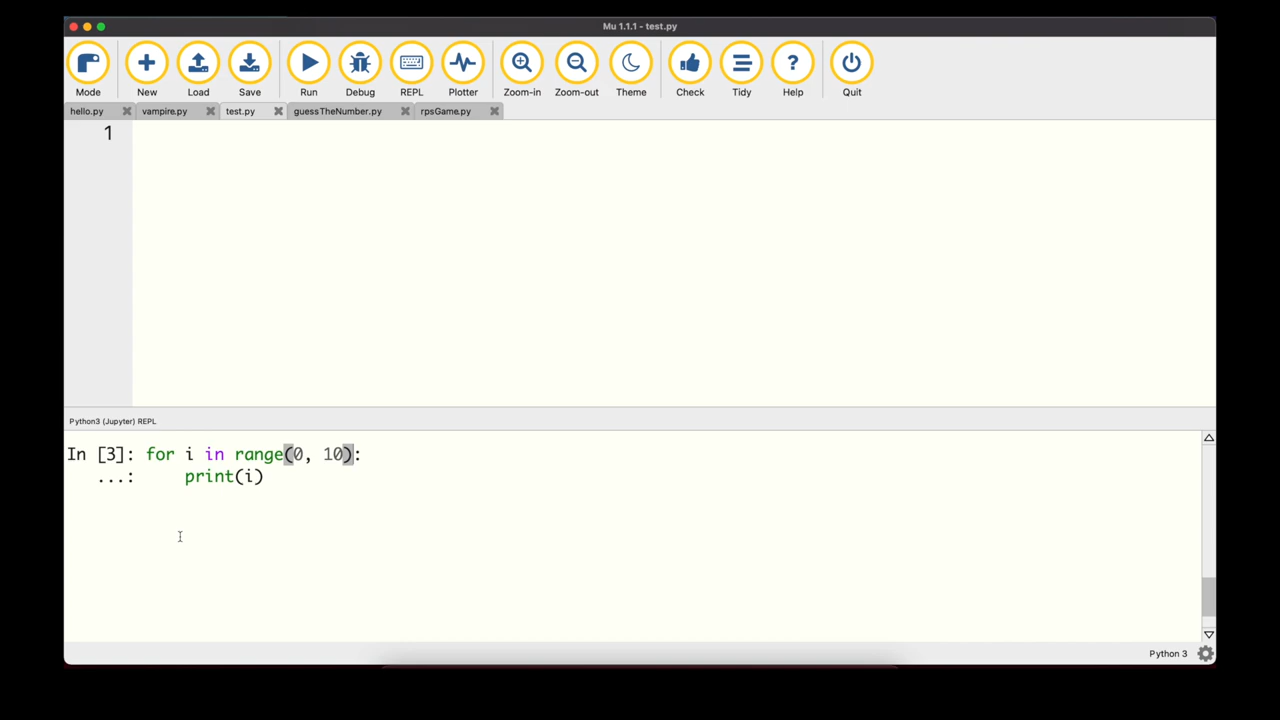 Mu 1.1.1 - test.py
Mode New Load Save Run Debug REPL Plotter Zoom-in Zoom-out Theme Check Tidy Help Quit
hello.py vampire.py test.py guessTheNumber.py rpsGame.py
1
Python3 (Jupyter) REPL
In [3]: for i in range(0, 10):
...: print(i)
Python 3